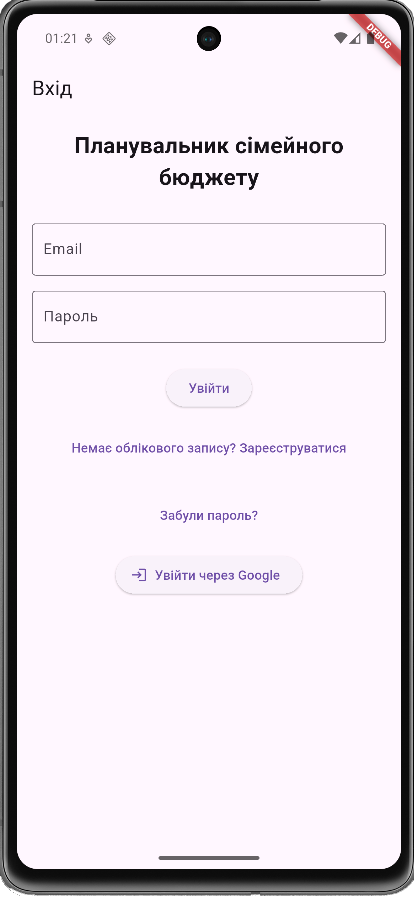 01:21
DEBUG
Вхід
Планувальник сімейного
бюджету
Email
Пароль
Увійти
Немає облікового запису? Зареєструватися
Забули пароль?
Увійти через Google